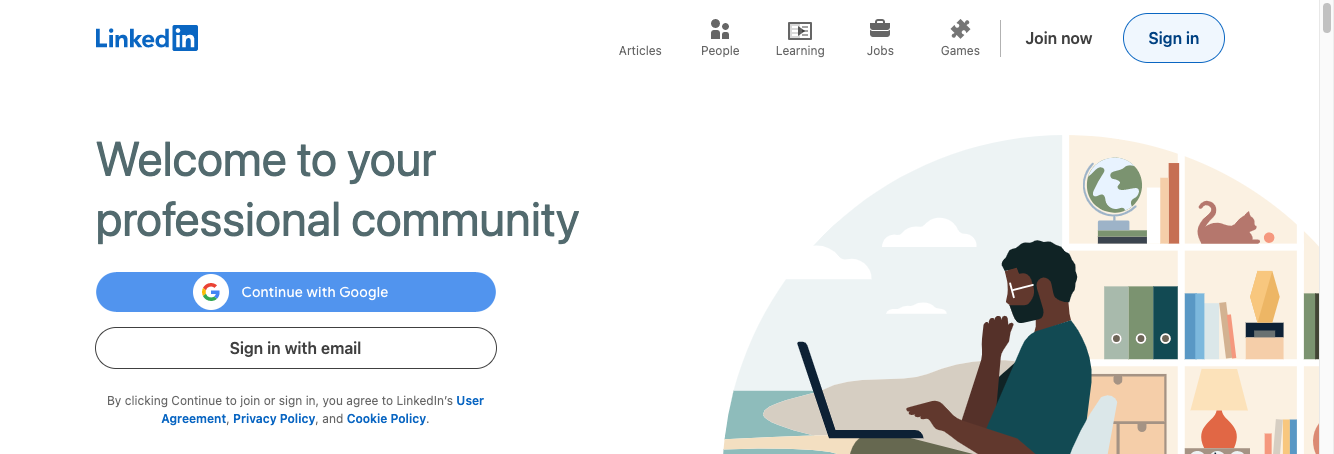 LinkedIn
Articles
People
Learning
Jobs
Games
Join now
Sign in
Welcome to your
professional community
Continue with Google
Sign in with email
By clicking Continue to join or sign in, you agree to LinkedIn's User
Agreement, Privacy Policy, and Cookie Policy.